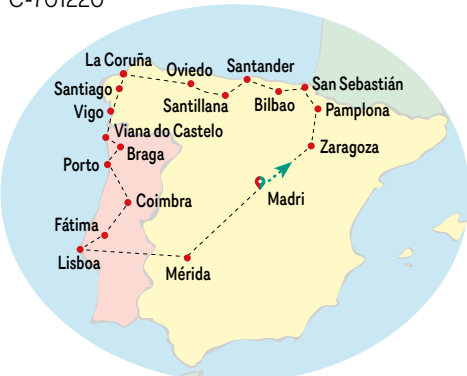 C-701220
La Coruña
Oviedo
Santander
San Sebastián
Santiago
Santillana
Bilbao
Pamplona
Vigo
Viana do Castelo
Braga
Zaragoza
Porto
Madri
Coimbra
Fátima
Lisboa
Mérida